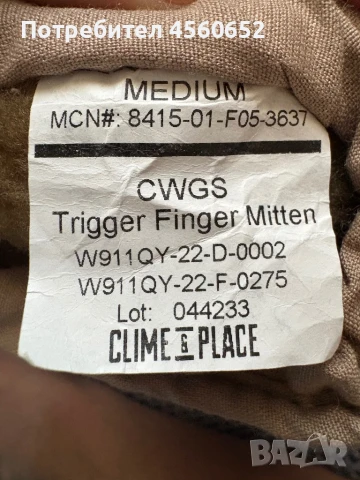 Потребител 4560652
MEDIUM
MCN#: 8415-01-F05-3637
CWGS
Trigger Finger Mitten
W911QY-22-D-0002
W911QY-22-F-0275
Lot: 044233
CLIME & PLACE
BAZAR